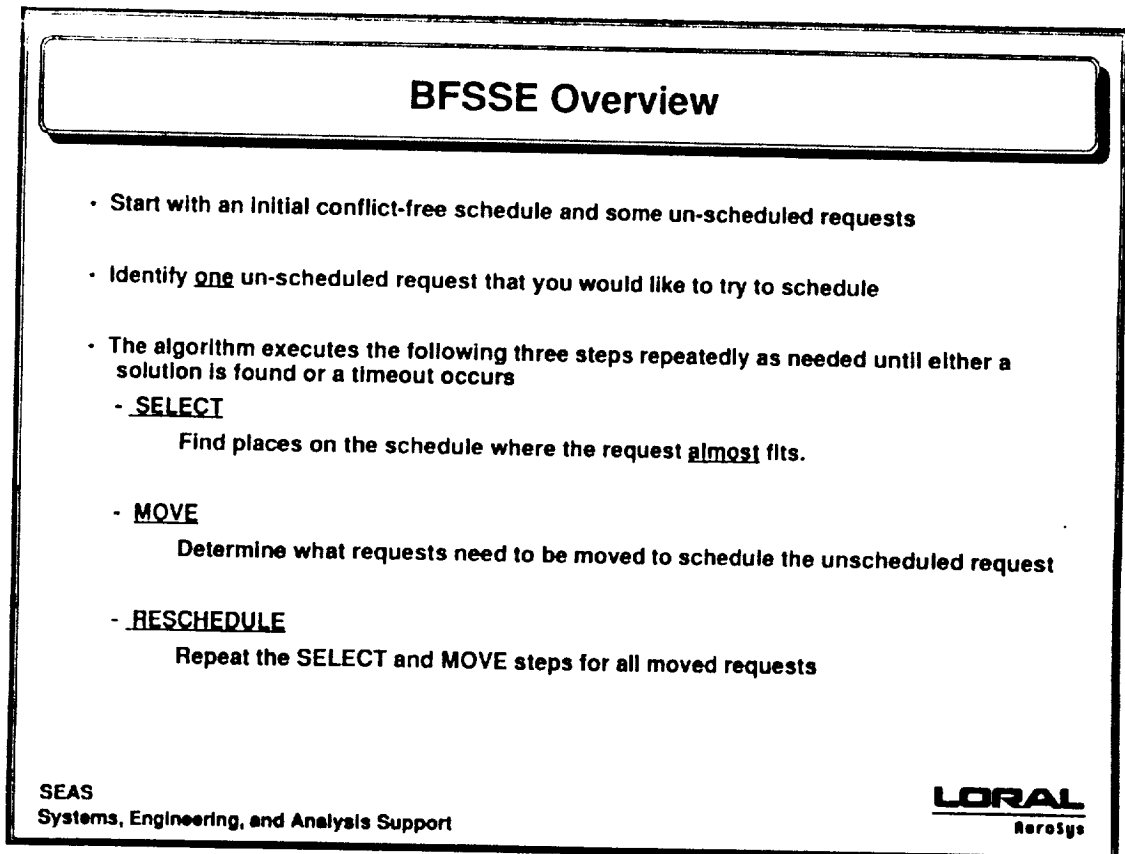 BFSSE Overview
· Start with an initial conflict-free schedule and some un-scheduled requests
· Identify one un-scheduled request that you would like to try to schedule
· The algorithm executes the following three steps repeatedly as needed until either a
solution is found or a timeout occurs
- SELECT
Find places on the schedule where the request almost fits.
- MOVE
Determine what requests need to be moved to schedule the unscheduled request
- RESCHEDULE
Repeat the SELECT and MOVE steps for all moved requests
SEAS
Systems, Engineering, and Analysis Support
LORAL
AeroSys